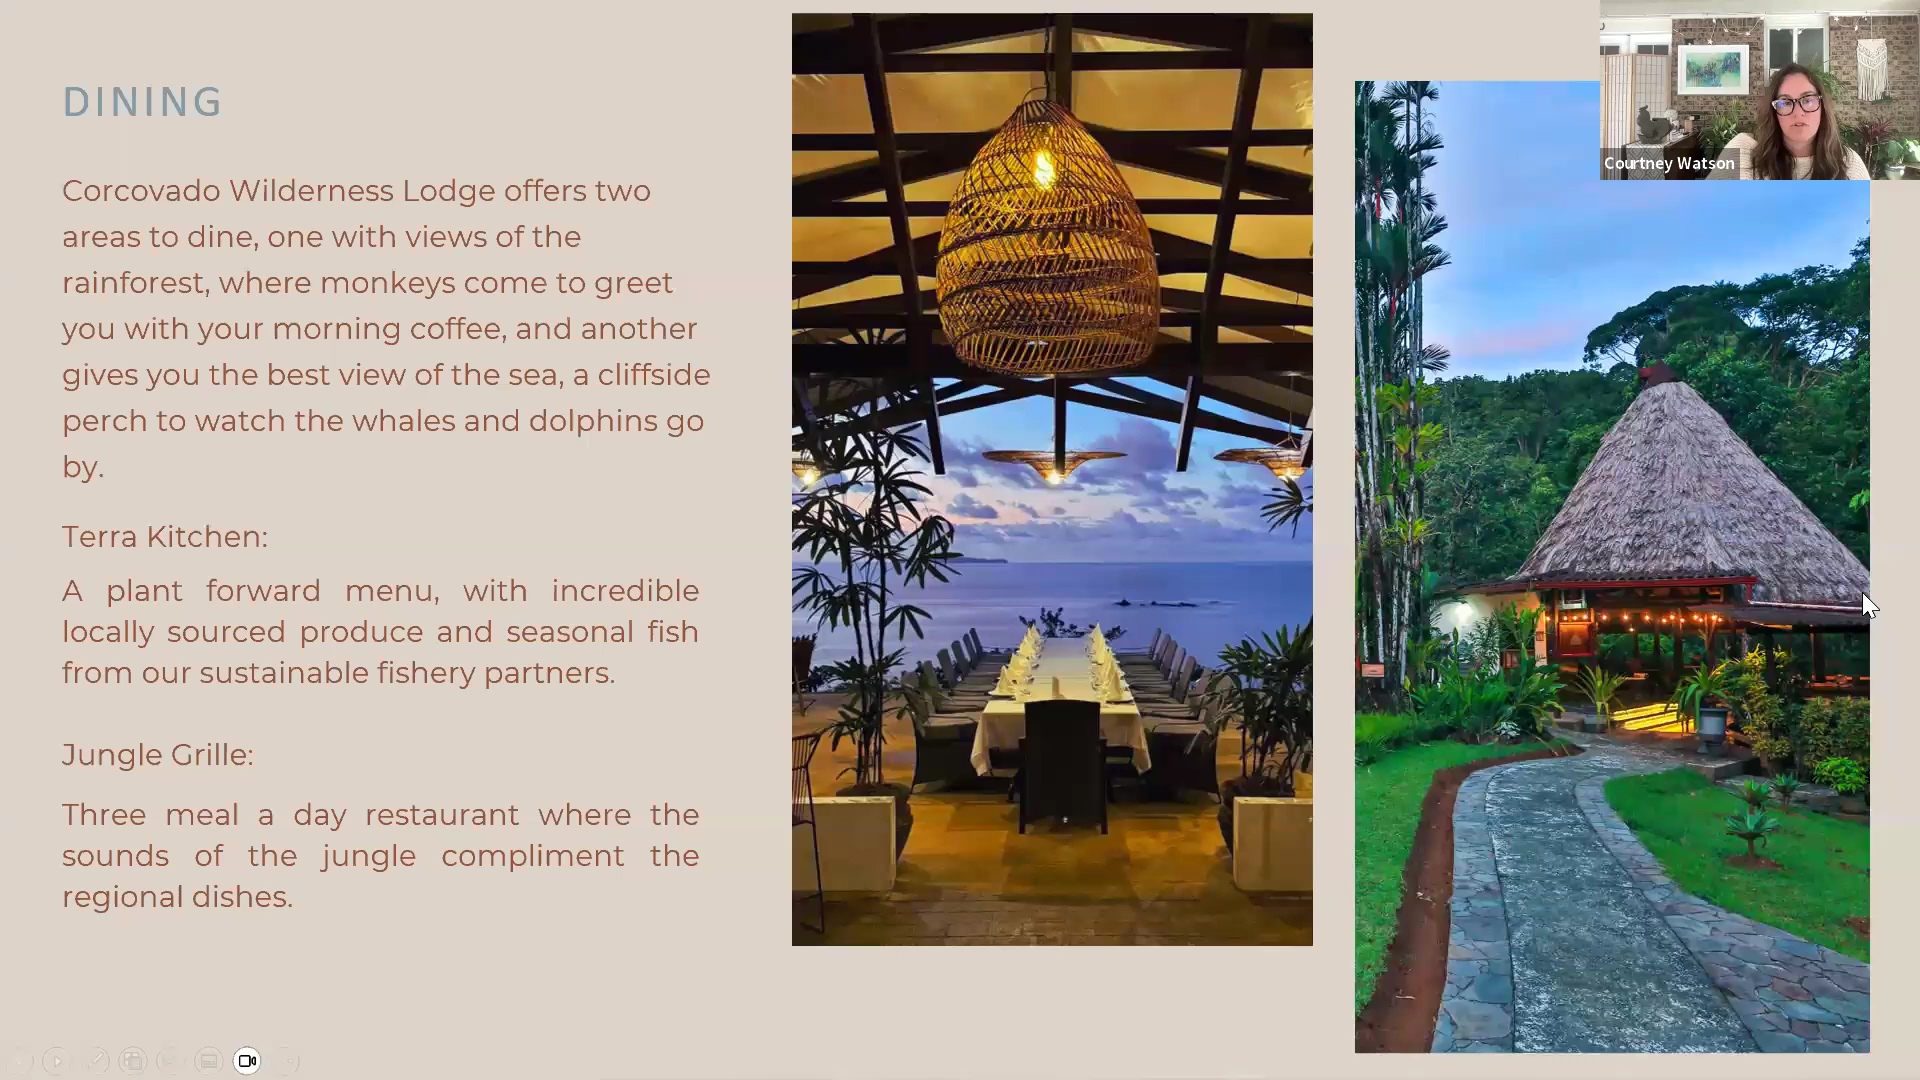 DINING
Corcovado Wilderness Lodge offers two
areas to dine, one with views of the
rainforest, where monkeys come to greet
you with your morning coffee, and another
gives you the best view of the sea, a cliffside
perch to watch the whales and dolphins go
by.
Terra Kitchen:
A plant forward menu, with incredible
locally sourced produce and seasonal fish
from our sustainable fishery partners.
Jungle Grille:
Three meal a day restaurant where the
sounds of the jungle compliment the
regional dishes.
Courtney Watson